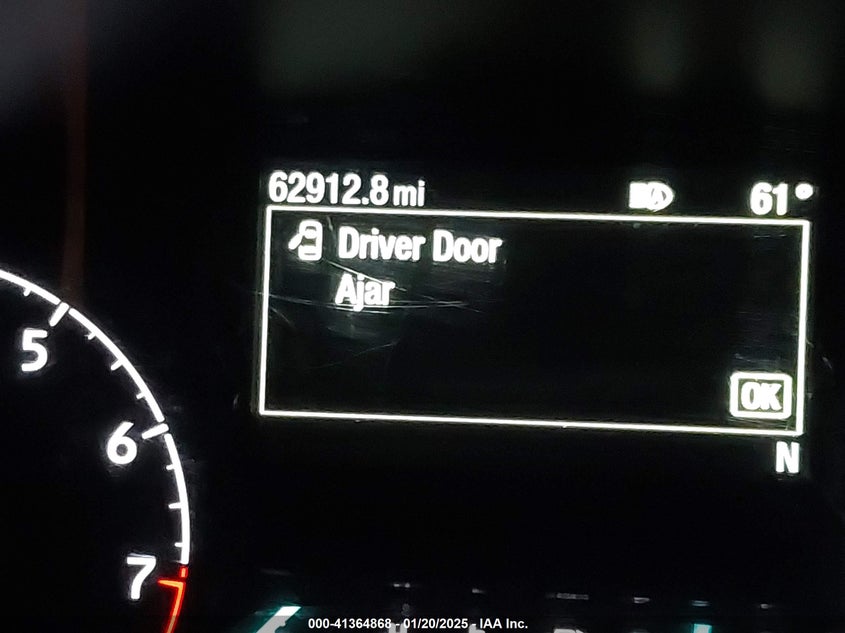 62912.8 mi 61°
Driver Door
Ajar
OK
N
5
6
7
000-41364868 - 01/20/2025 - IAA Inc.